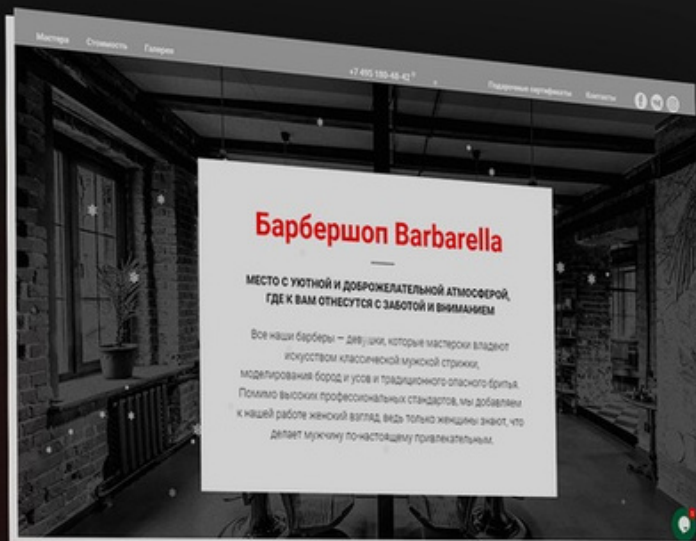 Мастера Стоимость Галерея
+7 495 190-48-42
Подарочные сертификаты Контакты
Барбершоп Barbarella
МЕСТО С УЮТНОЙ И ДОБРОЖЕЛАТЕЛЬНОЙ АТМОСФЕРОЙ,
ГДЕ К ВАМ ОТНЕСУТСЯ С ЗАБОТОЙ И ВНИМАНИЕМ
Все наши барберы — девушки, которые мастерски владеют
искусством классической мужской стрижки,
моделирования бород и усов и традиционного опасного бритья.
Помимо высоких профессиональных стандартов, мы добавляем
к нашей работе женский взгляд, ведь только женщины знают, что
делает мужчину по-настоящему привлекательным.